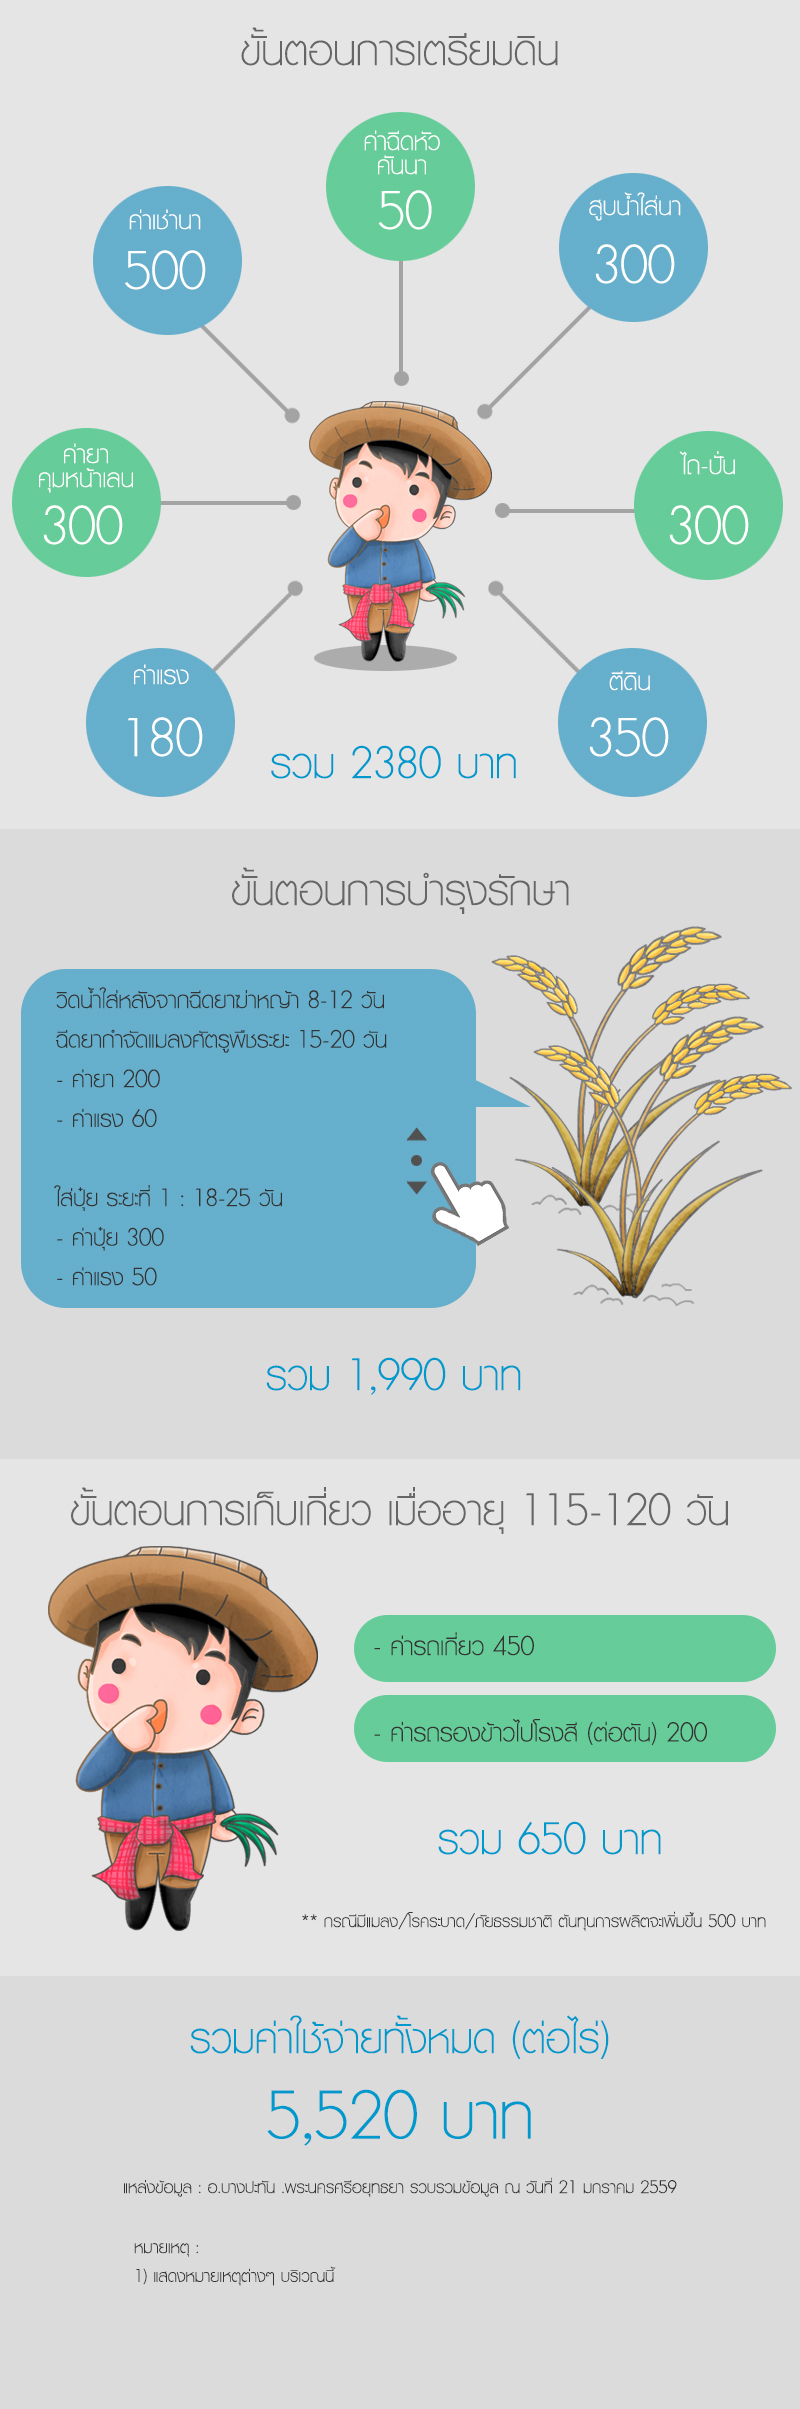 ขั้นตอนการเตรียมดิน
ค่าฉีดหัว
คันนา
50
ค่าเช่านา
500
สูบน้ำใส่นา
300
ค่ายา
คุมหน้าเลน
300
ไถ-ปั่น
300
ค่าแรง
180
ตีดิน
350
รวม 2380 บาท
ขั้นตอนการบำรุงรักษา
วิดน้ำใส่หลังจากฉีดยาฆ่าหญ้า 8-12 วัน
ฉีดยากำจัดแมลงศัตรูพืชระยะ 15-20 วัน
- ค่ายา 200
- ค่าแรง 60
ใส่ปุ๋ย ระยะที่ 1 : 18-25 วัน
- ค่าปุ๋ย 300
- ค่าแรง 50
รวม 1,990 บาท
ขั้นตอนการเก็บเกี่ยว เมื่ออายุ 115-120 วัน
- ค่ารถเกี่ยว 450
- ค่ารถรองข้าวไปโรงสี (ต่อตัน) 200
รวม 650 บาท
** กรณีมีแมลง/โรคระบาด/ภัยธรรมชาติ ต้นทุนการผลิตจะเพิ่มขึ้น 500 บาท
รวมค่าใช้จ่ายทั้งหมด (ต่อไร่)
5,520 บาท
แหล่งข้อมูล : อ.บางปะทัน .พระนครศรีอยุทธยา รวบรวมข้อมูล ณ วันที่ 21 มกราคม 2559
หมายเหตุ :
1) แสดงหมายเหตุต่างๆ บริเวณนี้